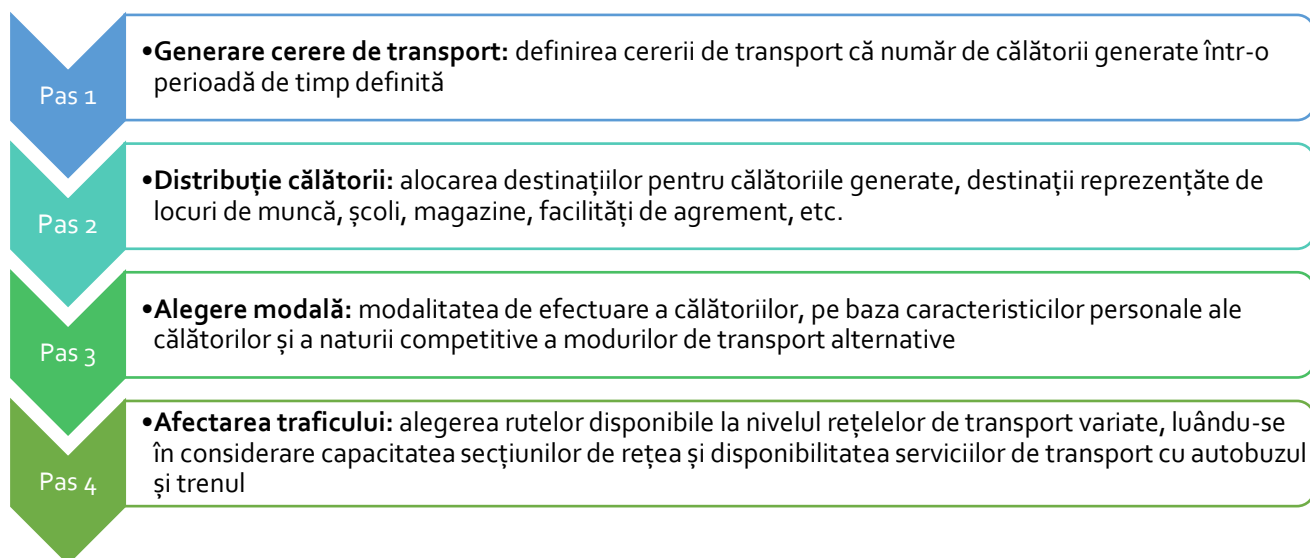 Pas 1
•Generare cerere de transport: definirea cererii de transport că număr de călătorii generate într-o
perioadă de timp definită
Pas 2
•Distribuție călătorii: alocarea destinațiilor pentru călătoriile generate, destinații reprezențăte de
locuri de muncă, școli, magazine, facilități de agrement, etc.
Pas 3
•Alegere modală: modalitatea de efectuare a călătoriilor, pe baza caracteristicilor personale ale
călătorilor și a naturii competitive a modurilor de transport alternative
Pas 4
•Afectarea traficului: alegerea rutelor disponibile la nivelul rețelelor de transport variate, luându-se
în considerare capacitatea secțiunilor de rețea și disponibilitatea serviciilor de transport cu autobuzul
și trenul